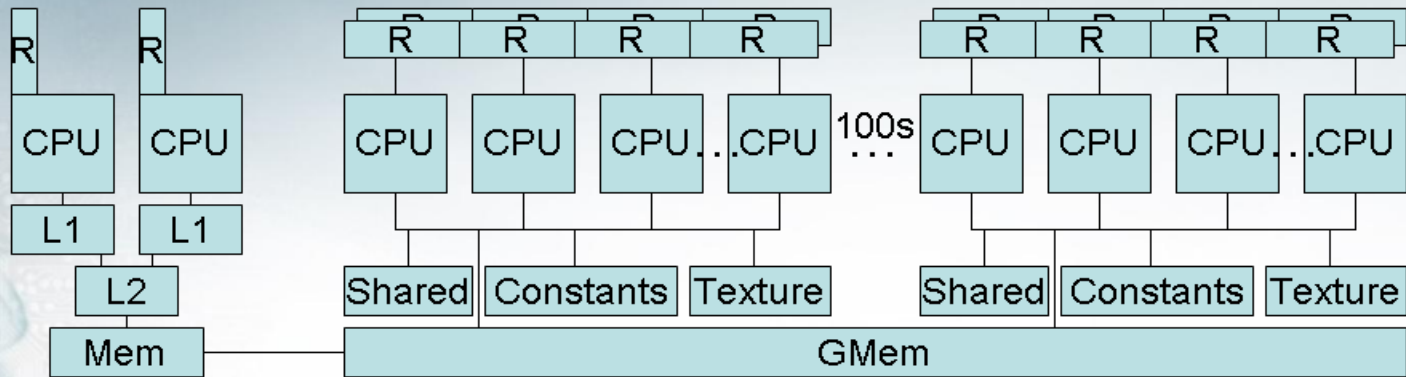 R R R R R R R R R R
CPU CPU CPU CPU CPU ... CPU 100s ... CPU CPU CPU ... CPU
L1 L1
L2 Shared Constants Texture Shared Constants Texture
Mem GMem